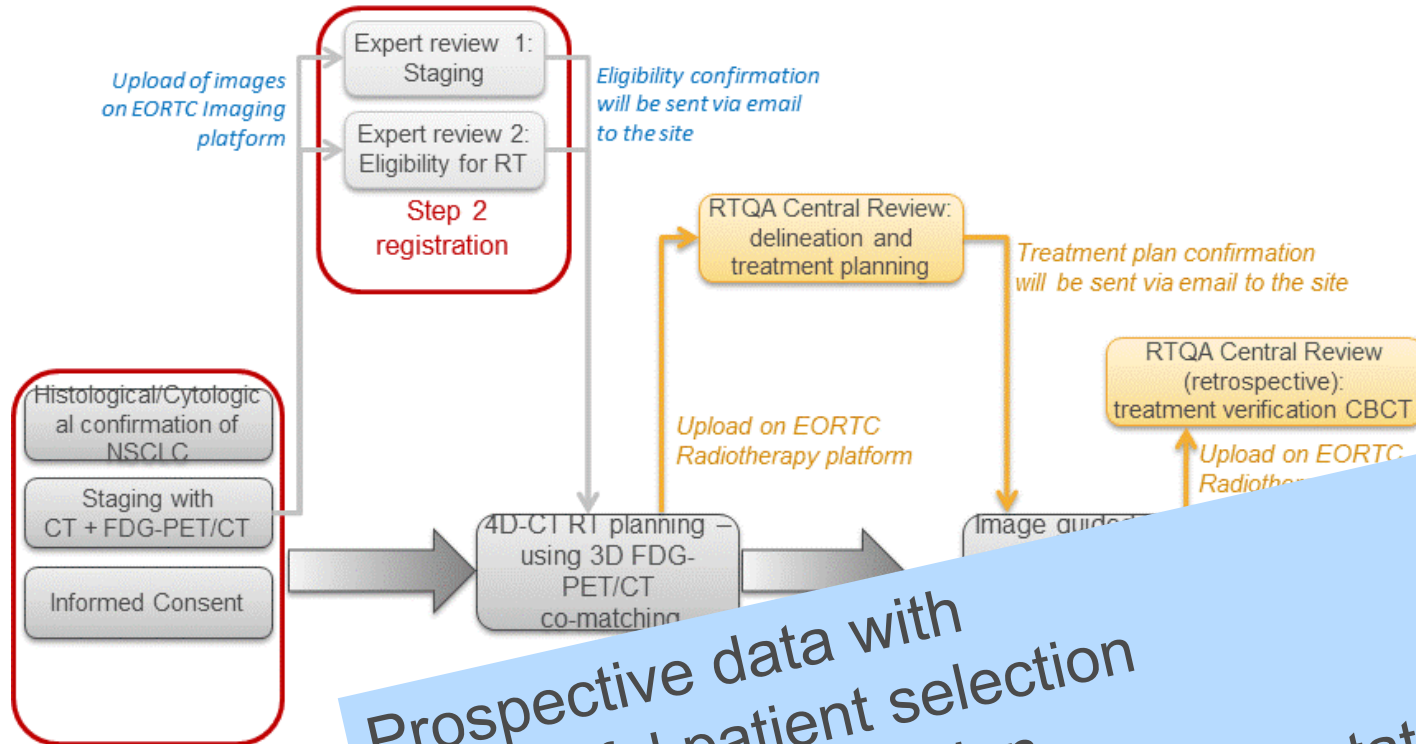 Expert review 1:
Staging
Upload of images
on EORTC Imaging
platform
Eligibility confirmation
will be sent via email
to the site
Expert review 2:
Eligibility for RT
Step 2
registration
RTQA Central Review:
delineation and
treatment planning
Treatment plan confirmation
will be sent via email to the site
RTQA Central Review
(retrospective):
treatment verification CBCT
Histological/Cytologic
al confirmation of
NSCLC
Upload on EORTC
Radiotherapy platform
Upload on EORTC
Staging with
CT + FDG-PET/CT
4D-CT RT planning –
using 3D FDG-
PET/CT
co-matching
Image guided
Informed Consent
Prospective data with
patient selection